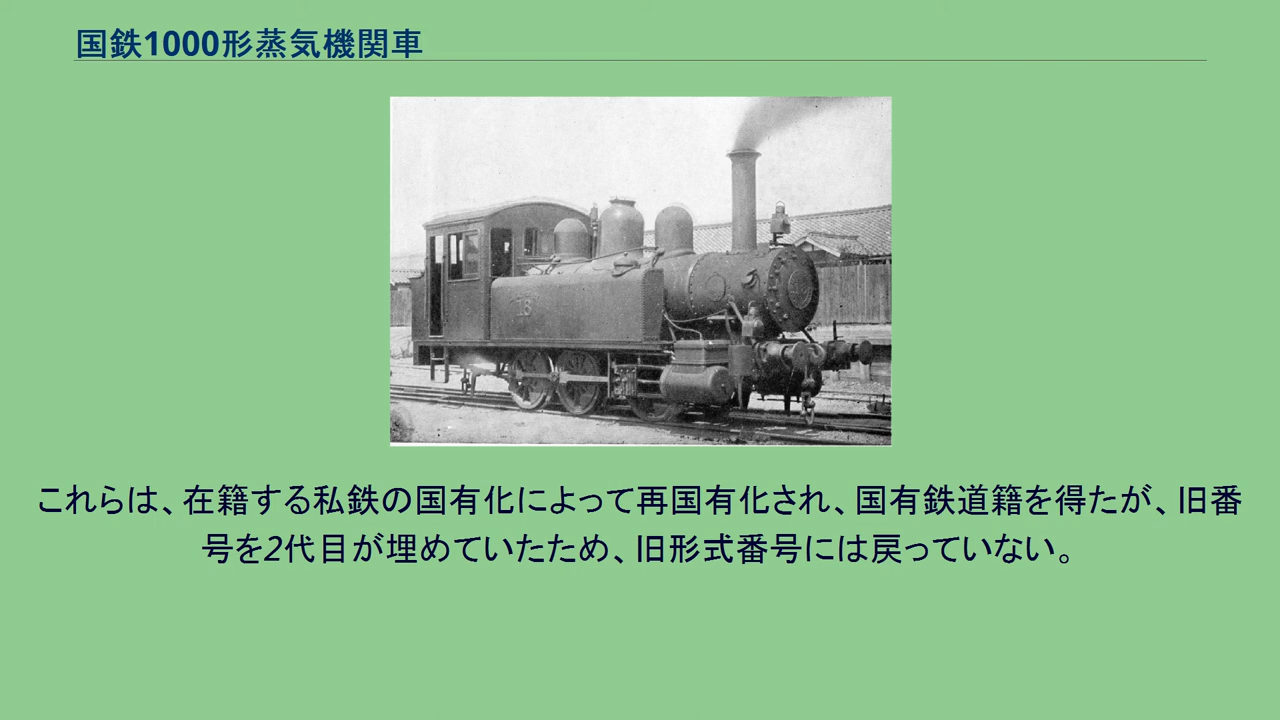 国鉄1000形蒸気機関車
18
これらは、在籍する私鉄の国有化によって再国有化され、国有鉄道籍を得たが、旧番
号を2代目が埋めていたため、旧形式番号には戻っていない。